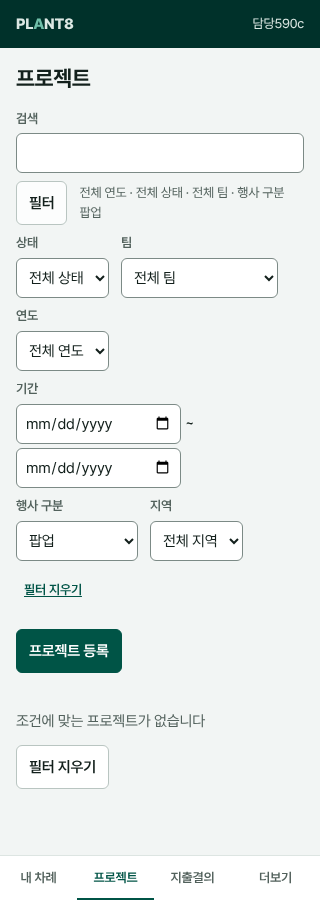 PLANT8
담당590c
프로젝트
검색
필터
전체 연도 · 전체 상태 · 전체 팀 · 행사 구분
팝업
상태
팀
전체 상태
전체 팀
연도
전체 연도
기간
mm/dd/yyyy
~
mm/dd/yyyy
행사 구분
지역
팝업
전체 지역
필터 지우기
프로젝트 등록
조건에 맞는 프로젝트가 없습니다
필터 지우기
내 차례
프로젝트
지출결의
더보기